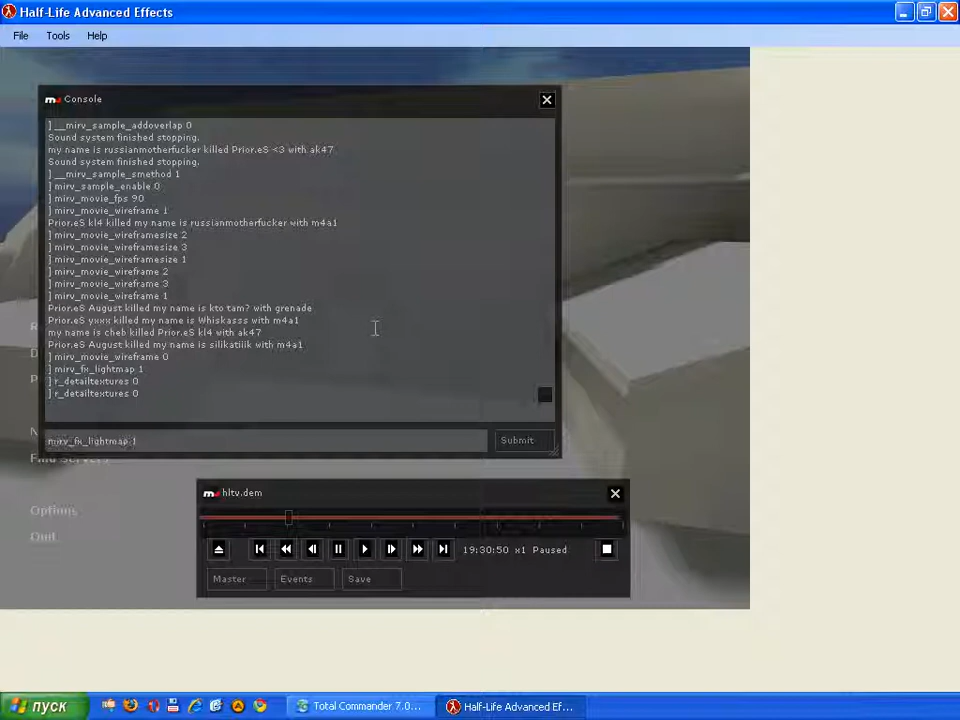 Half-Life Advanced Effects
File Tools Help
Console
] __mirv_sample_addoverlap 0
Sound system finished stopping.
my name is russianmotherfucker killed Prior.eS <3 with ak47
Sound system finished stopping.
] __mirv_sample_smethod 1
] mirv_sample_enable 0
] mirv_movie_fps 90
] mirv_movie_wireframe 1
Prior.eS kl4 killed my name is russianmotherfucker with m4a1
] mirv_movie_wireframesize 2
] mirv_movie_wireframesize 3
] mirv_movie_wireframesize 1
] mirv_movie_wireframe 2
] mirv_movie_wireframe 3
] mirv_movie_wireframe 1
Prior.eS August killed my name is kto tam? with grenade
Prior.eS yxxx killed my name is Whiskasss with m4a1
my name is cheb killed Prior.eS kl4 with ak47
Prior.eS August killed my name is silikatiiik with m4a1
] mirv_movie_wireframe 0
] mirv_fx_lightmap 1
] r_detailtextures 0
] r_detailtextures 0
mirv_fx_lightmap 1
Submit
Find Servers
Options
Quit
hltv.dem
19:30:50 x1 Paused
Master Events Save
пуск
Total Commander 7.0...
Half-Life Advanced Ef...